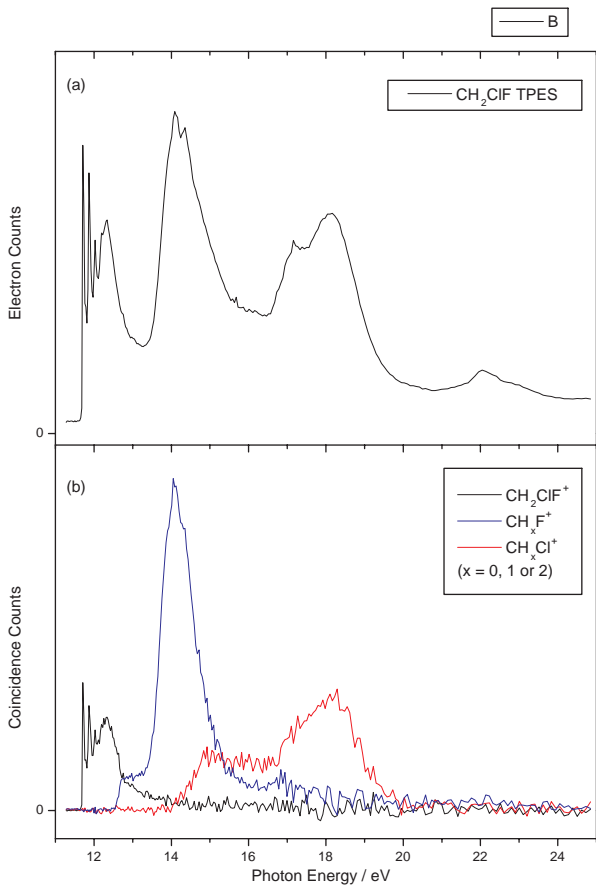 B
(a)
CH₂ClF TPES
Electron Counts
0
(b)
CH₂ClF⁺
CHₓF⁺
CHₓCl⁺
(x = 0, 1 or 2)
Coincidence Counts
0
12 14 16 18 20 22 24
Photon Energy / eV